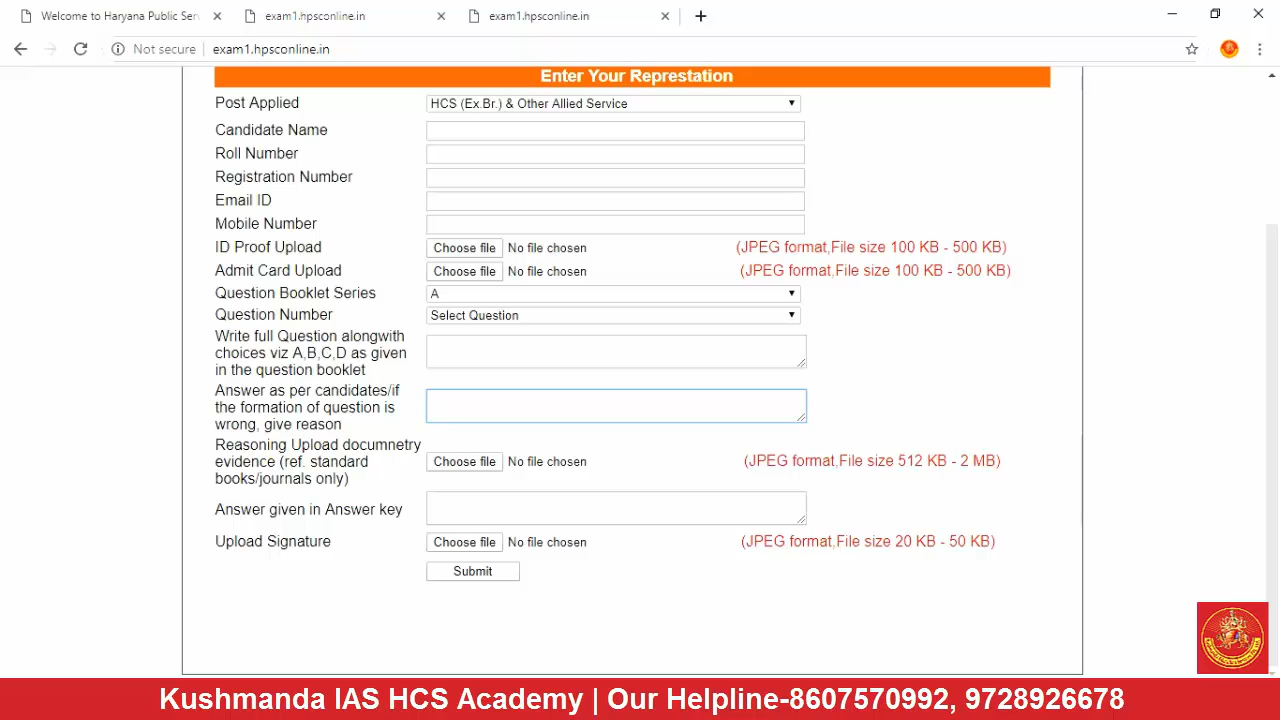 Welcome to Haryana Public Ser
exam1.hpsconline.in
exam1.hpsconline.in
Not secure
exam1.hpsconline.in
Enter Your Represtation
Post Applied
HCS (Ex.Br.) & Other Allied Service
Candidate Name
Roll Number
Registration Number
Email ID
Mobile Number
ID Proof Upload
Choose file No file chosen
(JPEG format,File size 100 KB - 500 KB)
Admit Card Upload
Choose file No file chosen
(JPEG format,File size 100 KB - 500 KB)
Question Booklet Series
A
Question Number
Select Question
Write full Question alongwith
choices viz A,B,C,D as given
in the question booklet
Answer as per candidates/if
the formation of question is
wrong, give reason
Reasoning Upload documnetry
evidence (ref. standard
books/journals only)
Choose file No file chosen
(JPEG format,File size 512 KB - 2 MB)
Answer given in Answer key
Upload Signature
Choose file No file chosen
(JPEG format,File size 20 KB - 50 KB)
Submit
Kushmanda IAS HCS Academy | Our Helpline-8607570992, 9728926678